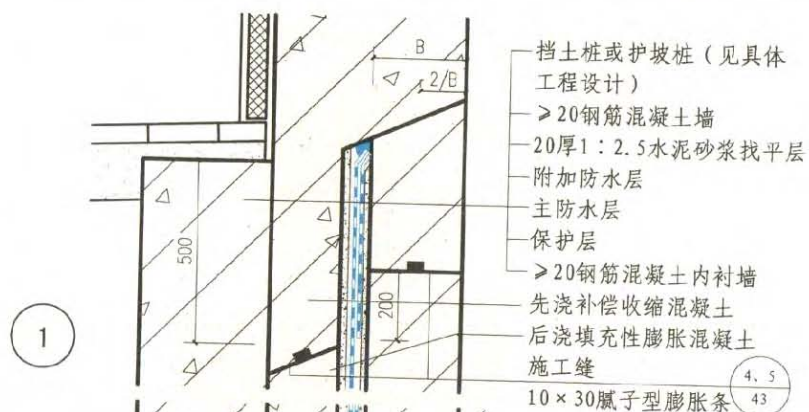 B
2/B
500
200
1
挡土桩或护坡桩（见具体
工程设计）
≥20钢筋混凝土墙
20厚1：2.5水泥砂浆找平层
附加防水层
主防水层
保护层
≥20钢筋混凝土内衬墙
先浇补偿收缩混凝土
后浇填充性膨胀混凝土
施工缝
10×30腻子型膨胀条
4、5
43